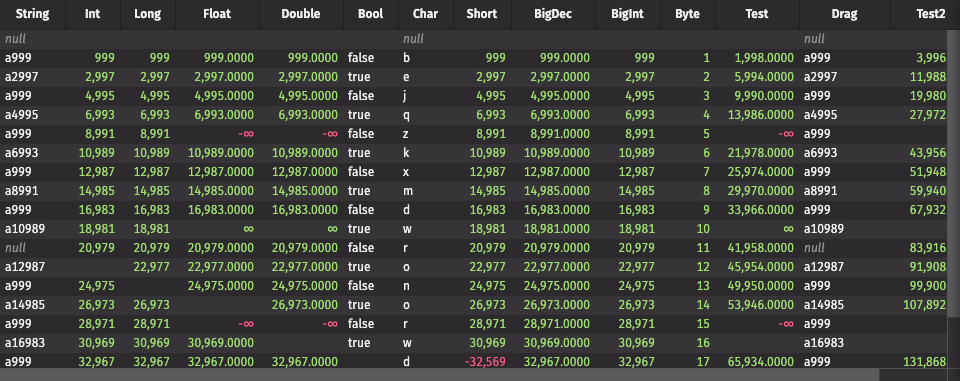 String Int Long Float Double Bool Char Short BigDec BigInt Byte Test Drag Test2
null null null
a999 999 999 999.0000 999.0000 false b 999 999.0000 999 1 1,998.0000 a999 3,996
a2997 2,997 2,997 2,997.0000 2,997.0000 true e 2,997 2,997.0000 2,997 2 5,994.0000 a2997 11,988
a999 4,995 4,995 4,995.0000 4,995.0000 false j 4,995 4,995.0000 4,995 3 9,990.0000 a999 19,980
a4995 6,993 6,993 6,993.0000 6,993.0000 true q 6,993 6,993.0000 6,993 4 13,986.0000 a4995 27,972
a999 8,991 8,991 -∞ -∞ false z 8,991 8,991.0000 8,991 5 -∞ a999
a6993 10,989 10,989 10,989.0000 10,989.0000 true k 10,989 10,989.0000 10,989 6 21,978.0000 a6993 43,956
a999 12,987 12,987 12,987.0000 12,987.0000 false x 12,987 12,987.0000 12,987 7 25,974.0000 a999 51,948
a8991 14,985 14,985 14,985.0000 14,985.0000 true m 14,985 14,985.0000 14,985 8 29,970.0000 a8991 59,940
a999 16,983 16,983 16,983.0000 16,983.0000 false d 16,983 16,983.0000 16,983 9 33,966.0000 a999 67,932
a10989 18,981 18,981 ∞ ∞ true w 18,981 18,981.0000 18,981 10 ∞ a10989
null 20,979 20,979 20,979.0000 20,979.0000 false r 20,979 20,979.0000 20,979 11 41,958.0000 null 83,916
a12987 22,977 22,977.0000 22,977.0000 true o 22,977 22,977.0000 22,977 12 45,954.0000 a12987 91,908
a999 24,975 24,975.0000 24,975.0000 false n 24,975 24,975.0000 24,975 13 49,950.0000 a999 99,900
a14985 26,973 26,973 26,973.0000 true o 26,973 26,973.0000 26,973 14 53,946.0000 a14985 107,892
a999 28,971 28,971 -∞ -∞ false r 28,971 28,971.0000 28,971 15 -∞ a999
a16983 30,969 30,969 30,969.0000 true w 30,969 30,969.0000 30,969 16 a16983
a999 32,967 32,967 32,967.0000 32,967.0000 d -32,569 32,967.0000 32,967 17 65,934.0000 a999 131,868